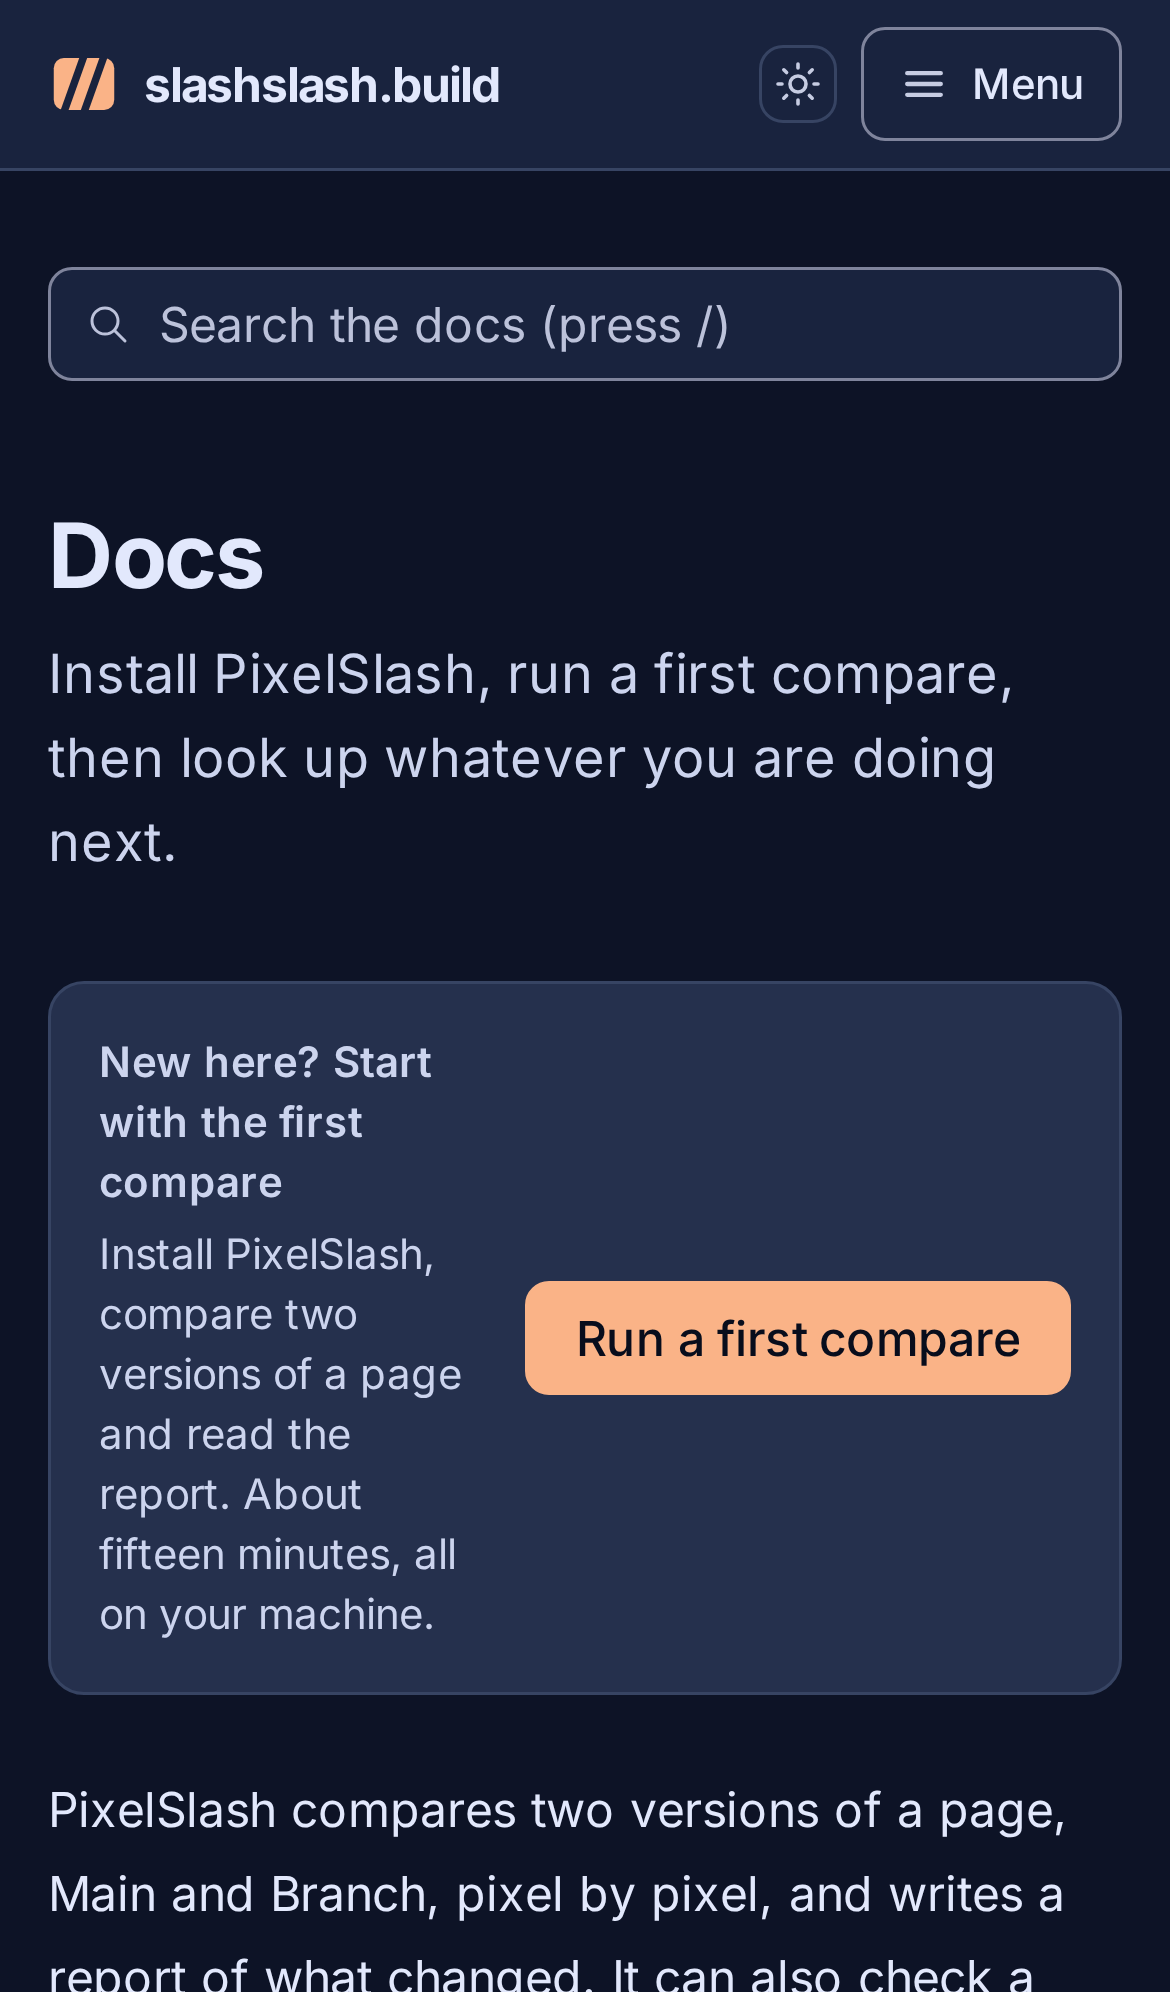 slashslash.build
Menu
Search the docs (press /)
Docs
Install PixelSlash, run a first compare,
then look up whatever you are doing
next.
New here? Start
with the first
compare
Install PixelSlash,
compare two
versions of a page
and read the
report. About
fifteen minutes, all
on your machine.
Run a first compare
PixelSlash compares two versions of a page,
Main and Branch, pixel by pixel, and writes a
report of what changed. It can also check a